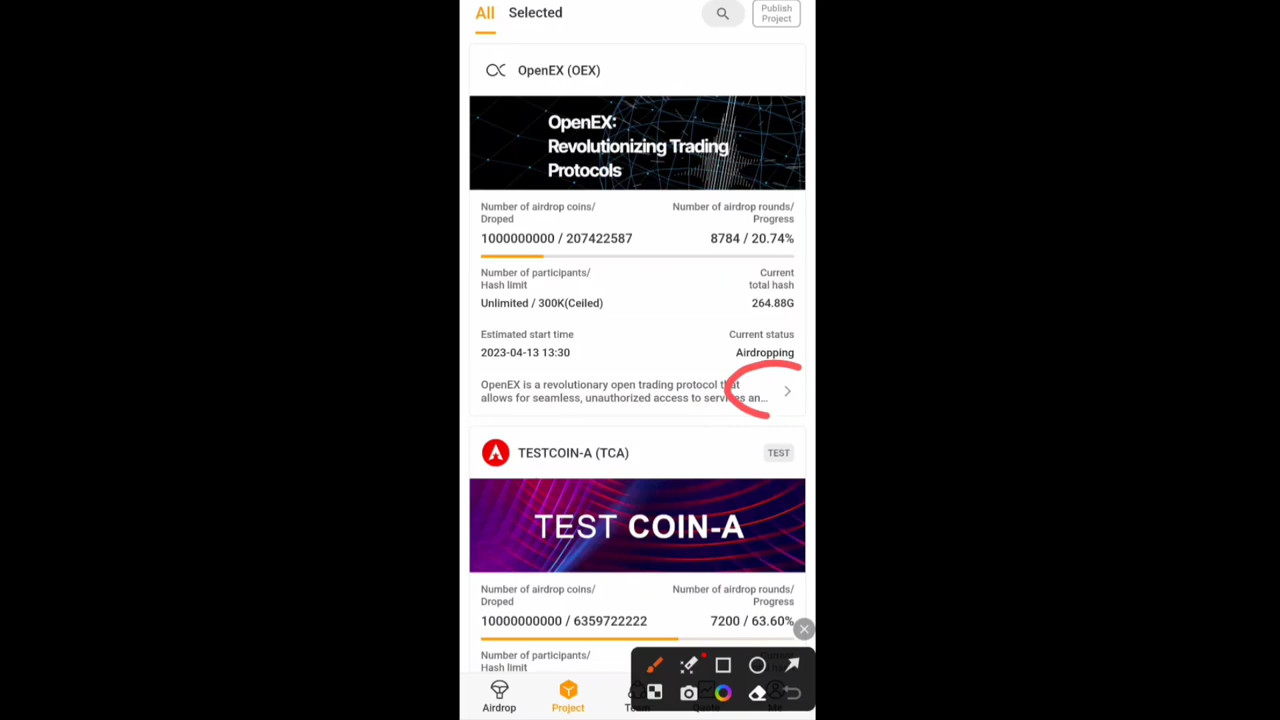 All Selected
Publish
Project
OpenEX (OEX)
OpenEX:
Revolutionizing Trading
Protocols
Number of airdrop coins/
Droped
Number of airdrop rounds/
Progress
1000000000 / 207422587
8784 / 20.74%
Number of participants/
Hash limit
Current
total hash
Unlimited / 300K(Ceiled)
264.88G
Estimated start time
Current status
2023-04-13 13:30
Airdropping
OpenEX is a revolutionary open trading protocol that
allows for seamless, unauthorized access to services an...
TESTCOIN-A (TCA)
TEST
TEST COIN-A
Number of airdrop coins/
Droped
Number of airdrop rounds/
Progress
10000000000 / 6359722222
7200 / 63.60%
Number of participants/
Hash limit
Airdrop
Project
Team
Quote
Me